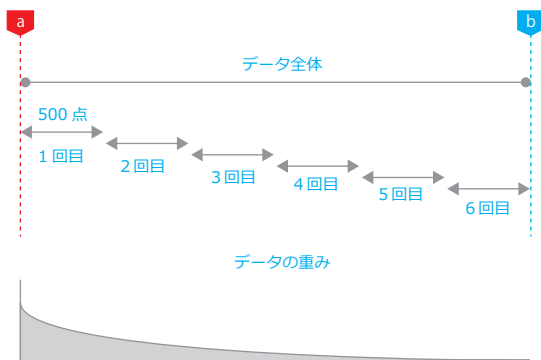 a
b
データ全体
500 点
1 回目
2 回目
3 回目
4 回目
5 回目
6 回目
データの重み